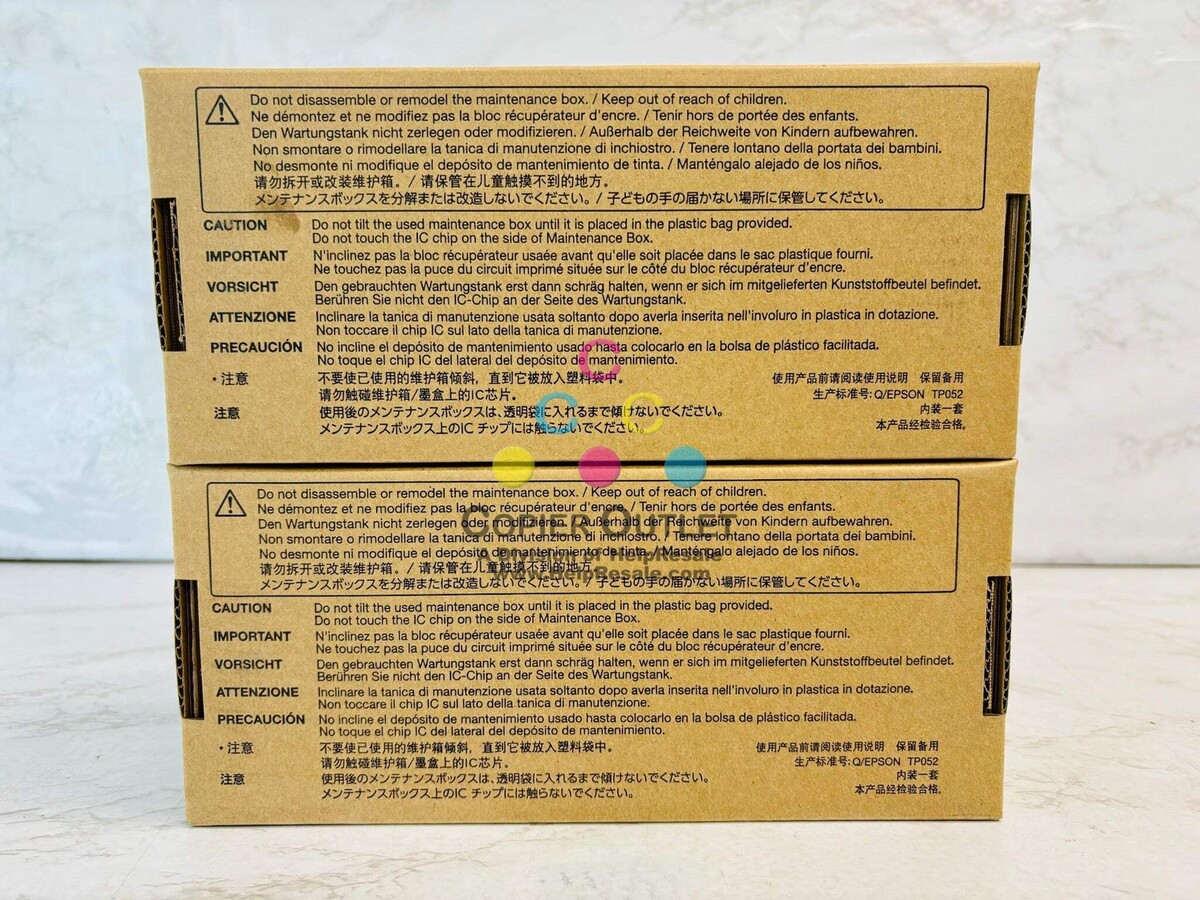 Do not disassemble or remodel the maintenance box. / Keep out of reach of children.
Ne démontez et ne modifiez pas la bloc récupérateur d'encre. / Tenir hors de portée des enfants.
Den Wartungstank nicht zerlegen oder modifizieren. / Außerhalb der Reichweite von Kindern aufbewahren.
Non smontare o rimodellare la tanica di manutenzione di inchiostro. / Tenere lontano della portata dei bambini.
No desmonte ni modifique el depósito de mantenimiento de tinta. / Manténgalo alejado de los niños.
请勿拆开或改装维护箱。/ 请保管在儿童触摸不到的地方。
メンテナンスボックスを分解または改造しないでください。/ 子どもの手の届かない場所に保管してください。
CAUTION Do not tilt the used maintenance box until it is placed in the plastic bag provided.
Do not touch the IC chip on the side of Maintenance Box.
IMPORTANT N'inclinez pas la bloc récupérateur usaée avant qu'elle soit placée dans le sac plastique fourni.
Ne touchez pas la puce du circuit imprimé située sur le côté du bloc récupérateur d'encre.
VORSICHT Den gebrauchten Wartungstank erst dann schräg halten, wenn er sich im mitgelieferten Kunststoffbeutel befindet.
Berühren Sie nicht den IC-Chip an der Seite des Wartungstank.
ATTENZIONE Inclinare la tanica di manutenzione usata soltanto dopo averla inserita nell'involuro in plastica in dotazione.
Non toccare il chip IC sul lato della tanica di manutenzione.
PRECAUCIÓN No incline el depósito de mantenimiento usado hasta colocarlo en la bolsa de plástico facilitada.
No toque el chip IC del lateral del depósito de mantenimiento.
・注意 不要使已使用的维护箱倾斜，直到它被放入塑料袋中。 使用产品前请阅读使用说明 保留备用
请勿触碰维护箱/墨盒上的IC芯片。 生产标准号: Q/EPSON TP052
注意 使用後のメンテナンスボックスは、透明袋に入れるまで傾けないでください。 内装一套
メンテナンスボックス上のIC チップには触らないでください。 本产品经检验合格。
C
C C
Do not disassemble or remodel the maintenance box. / Keep out of reach of children.
Ne démontez et ne modifiez pas la bloc récupérateur d'encre. / Tenir hors de portée des enfants.
Den Wartungstank nicht zerlegen oder modifizieren. / Außerhalb der Reichweite von Kindern aufbewahren.
Non smontare o rimodellare la tanica di manutenzione di inchiostro. / Tenere lontano della portata dei bambini.
No desmonte ni modifique el depósito de mantenimiento de tinta. / Manténgalo alejado de los niños.
请勿拆开或改装维护箱。/ 请保管在儿童触摸不到的地方。
メンテナンスボックスを分解または改造しないでください。/ 子どもの手の届かない場所に保管してください。
COPIER OUTLET
A Division of HelpResale
www.HelpResale.com
CAUTION Do not tilt the used maintenance box until it is placed in the plastic bag provided.
Do not touch the IC chip on the side of Maintenance Box.
IMPORTANT N'inclinez pas la bloc récupérateur usaée avant qu'elle soit placée dans le sac plastique fourni.
Ne touchez pas la puce du circuit imprimé située sur le côté du bloc récupérateur d'encre.
VORSICHT Den gebrauchten Wartungstank erst dann schräg halten, wenn er sich im mitgelieferten Kunststoffbeutel befindet.
Berühren Sie nicht den IC-Chip an der Seite des Wartungstank.
ATTENZIONE Inclinare la tanica di manutenzione usata soltanto dopo averla inserita nell'involuro in plastica in dotazione.
Non toccare il chip IC sul lato della tanica di manutenzione.
PRECAUCIÓN No incline el depósito de mantenimiento usado hasta colocarlo en la bolsa de plástico facilitada.
No toque el chip IC del lateral del depósito de mantenimiento.
・注意 不要使已使用的维护箱倾斜，直到它被放入塑料袋中。 使用产品前请阅读使用说明 保留备用
请勿触碰维护箱/墨盒上的IC芯片。 生产标准号: Q/EPSON TP052
注意 使用後のメンテナンスボックスは、透明袋に入れるまで傾けないでください。 内装一套
メンテナンスボックス上のIC チップには触らないでください。 本产品经检验合格。